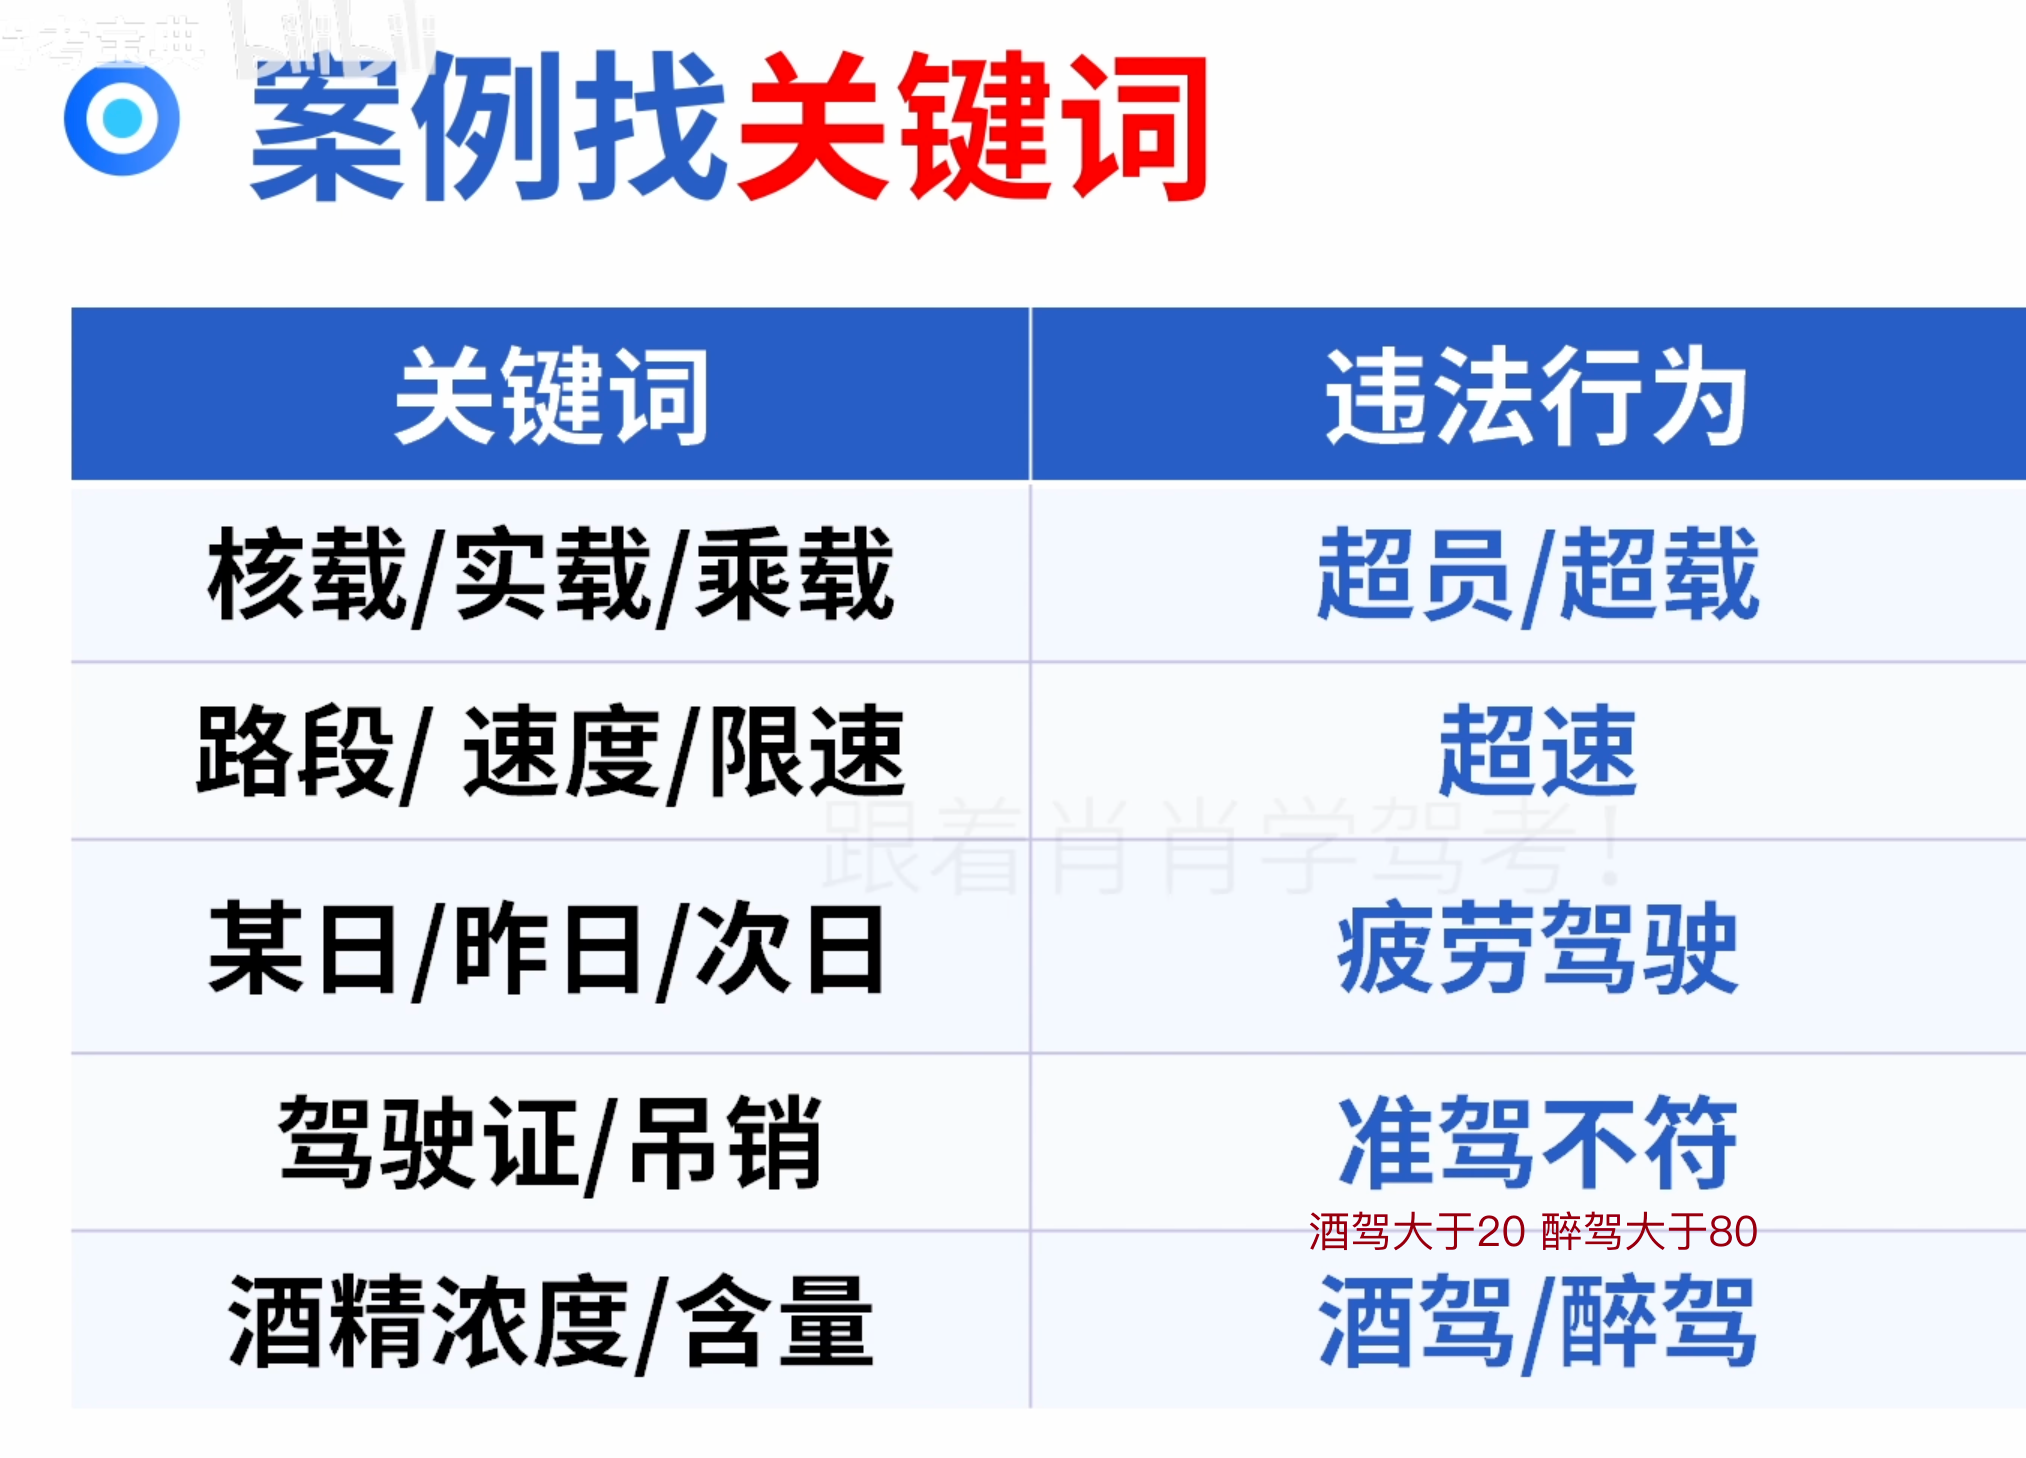 考宝典 bilibili
案例找关键词
关键词 违法行为
核载/实载/乘载 超员/超载
路段/ 速度/限速 超速
跟着肖肖学驾考！
某日/昨日/次日 疲劳驾驶
驾驶证/吊销 准驾不符
酒驾大于20 醉驾大于80
酒精浓度/含量 酒驾/醉驾